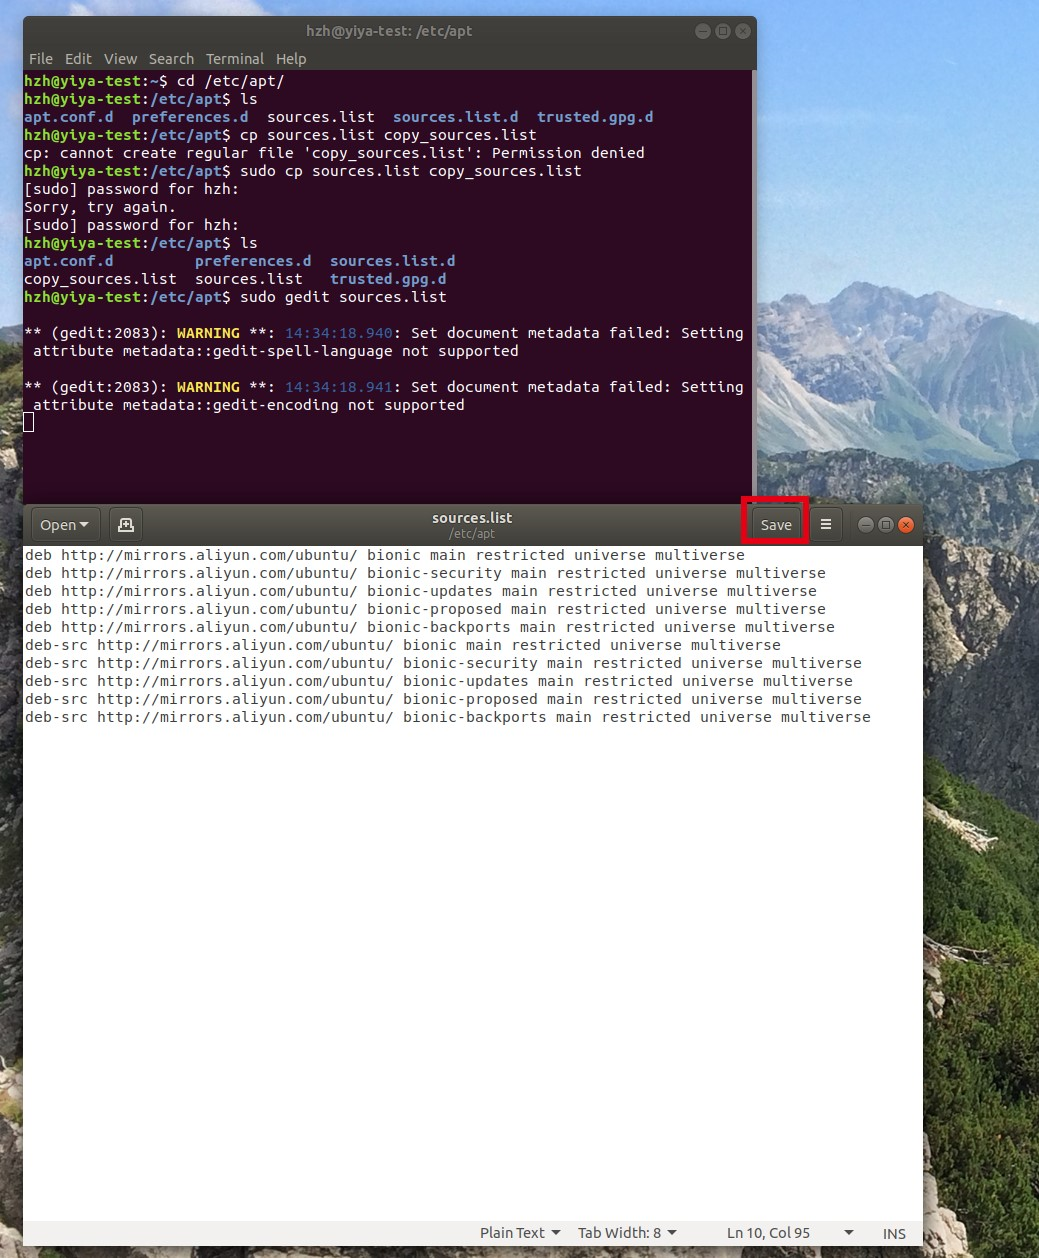 hzh@yiya-test: /etc/apt
File Edit View Search Terminal Help
hzh@yiya-test:~$ cd /etc/apt/
hzh@yiya-test:/etc/apt$ ls
apt.conf.d  preferences.d  sources.list  sources.list.d  trusted.gpg.d
hzh@yiya-test:/etc/apt$ cp sources.list copy_sources.list
cp: cannot create regular file 'copy_sources.list': Permission denied
hzh@yiya-test:/etc/apt$ sudo cp sources.list copy_sources.list
[sudo] password for hzh:
Sorry, try again.
[sudo] password for hzh:
hzh@yiya-test:/etc/apt$ ls
apt.conf.d         preferences.d  sources.list.d
copy_sources.list  sources.list   trusted.gpg.d
hzh@yiya-test:/etc/apt$ sudo gedit sources.list
** (gedit:2083): WARNING **: 14:34:18.940: Set document metadata failed: Setting
 attribute metadata::gedit-spell-language not supported
** (gedit:2083): WARNING **: 14:34:18.941: Set document metadata failed: Setting
 attribute metadata::gedit-encoding not supported
Open sources.list Save
/etc/apt
deb http://mirrors.aliyun.com/ubuntu/ bionic main restricted universe multiverse
deb http://mirrors.aliyun.com/ubuntu/ bionic-security main restricted universe multiverse
deb http://mirrors.aliyun.com/ubuntu/ bionic-updates main restricted universe multiverse
deb http://mirrors.aliyun.com/ubuntu/ bionic-proposed main restricted universe multiverse
deb http://mirrors.aliyun.com/ubuntu/ bionic-backports main restricted universe multiverse
deb-src http://mirrors.aliyun.com/ubuntu/ bionic main restricted universe multiverse
deb-src http://mirrors.aliyun.com/ubuntu/ bionic-security main restricted universe multiverse
deb-src http://mirrors.aliyun.com/ubuntu/ bionic-updates main restricted universe multiverse
deb-src http://mirrors.aliyun.com/ubuntu/ bionic-proposed main restricted universe multiverse
deb-src http://mirrors.aliyun.com/ubuntu/ bionic-backports main restricted universe multiverse
Plain Text Tab Width: 8 Ln 10, Col 95 INS